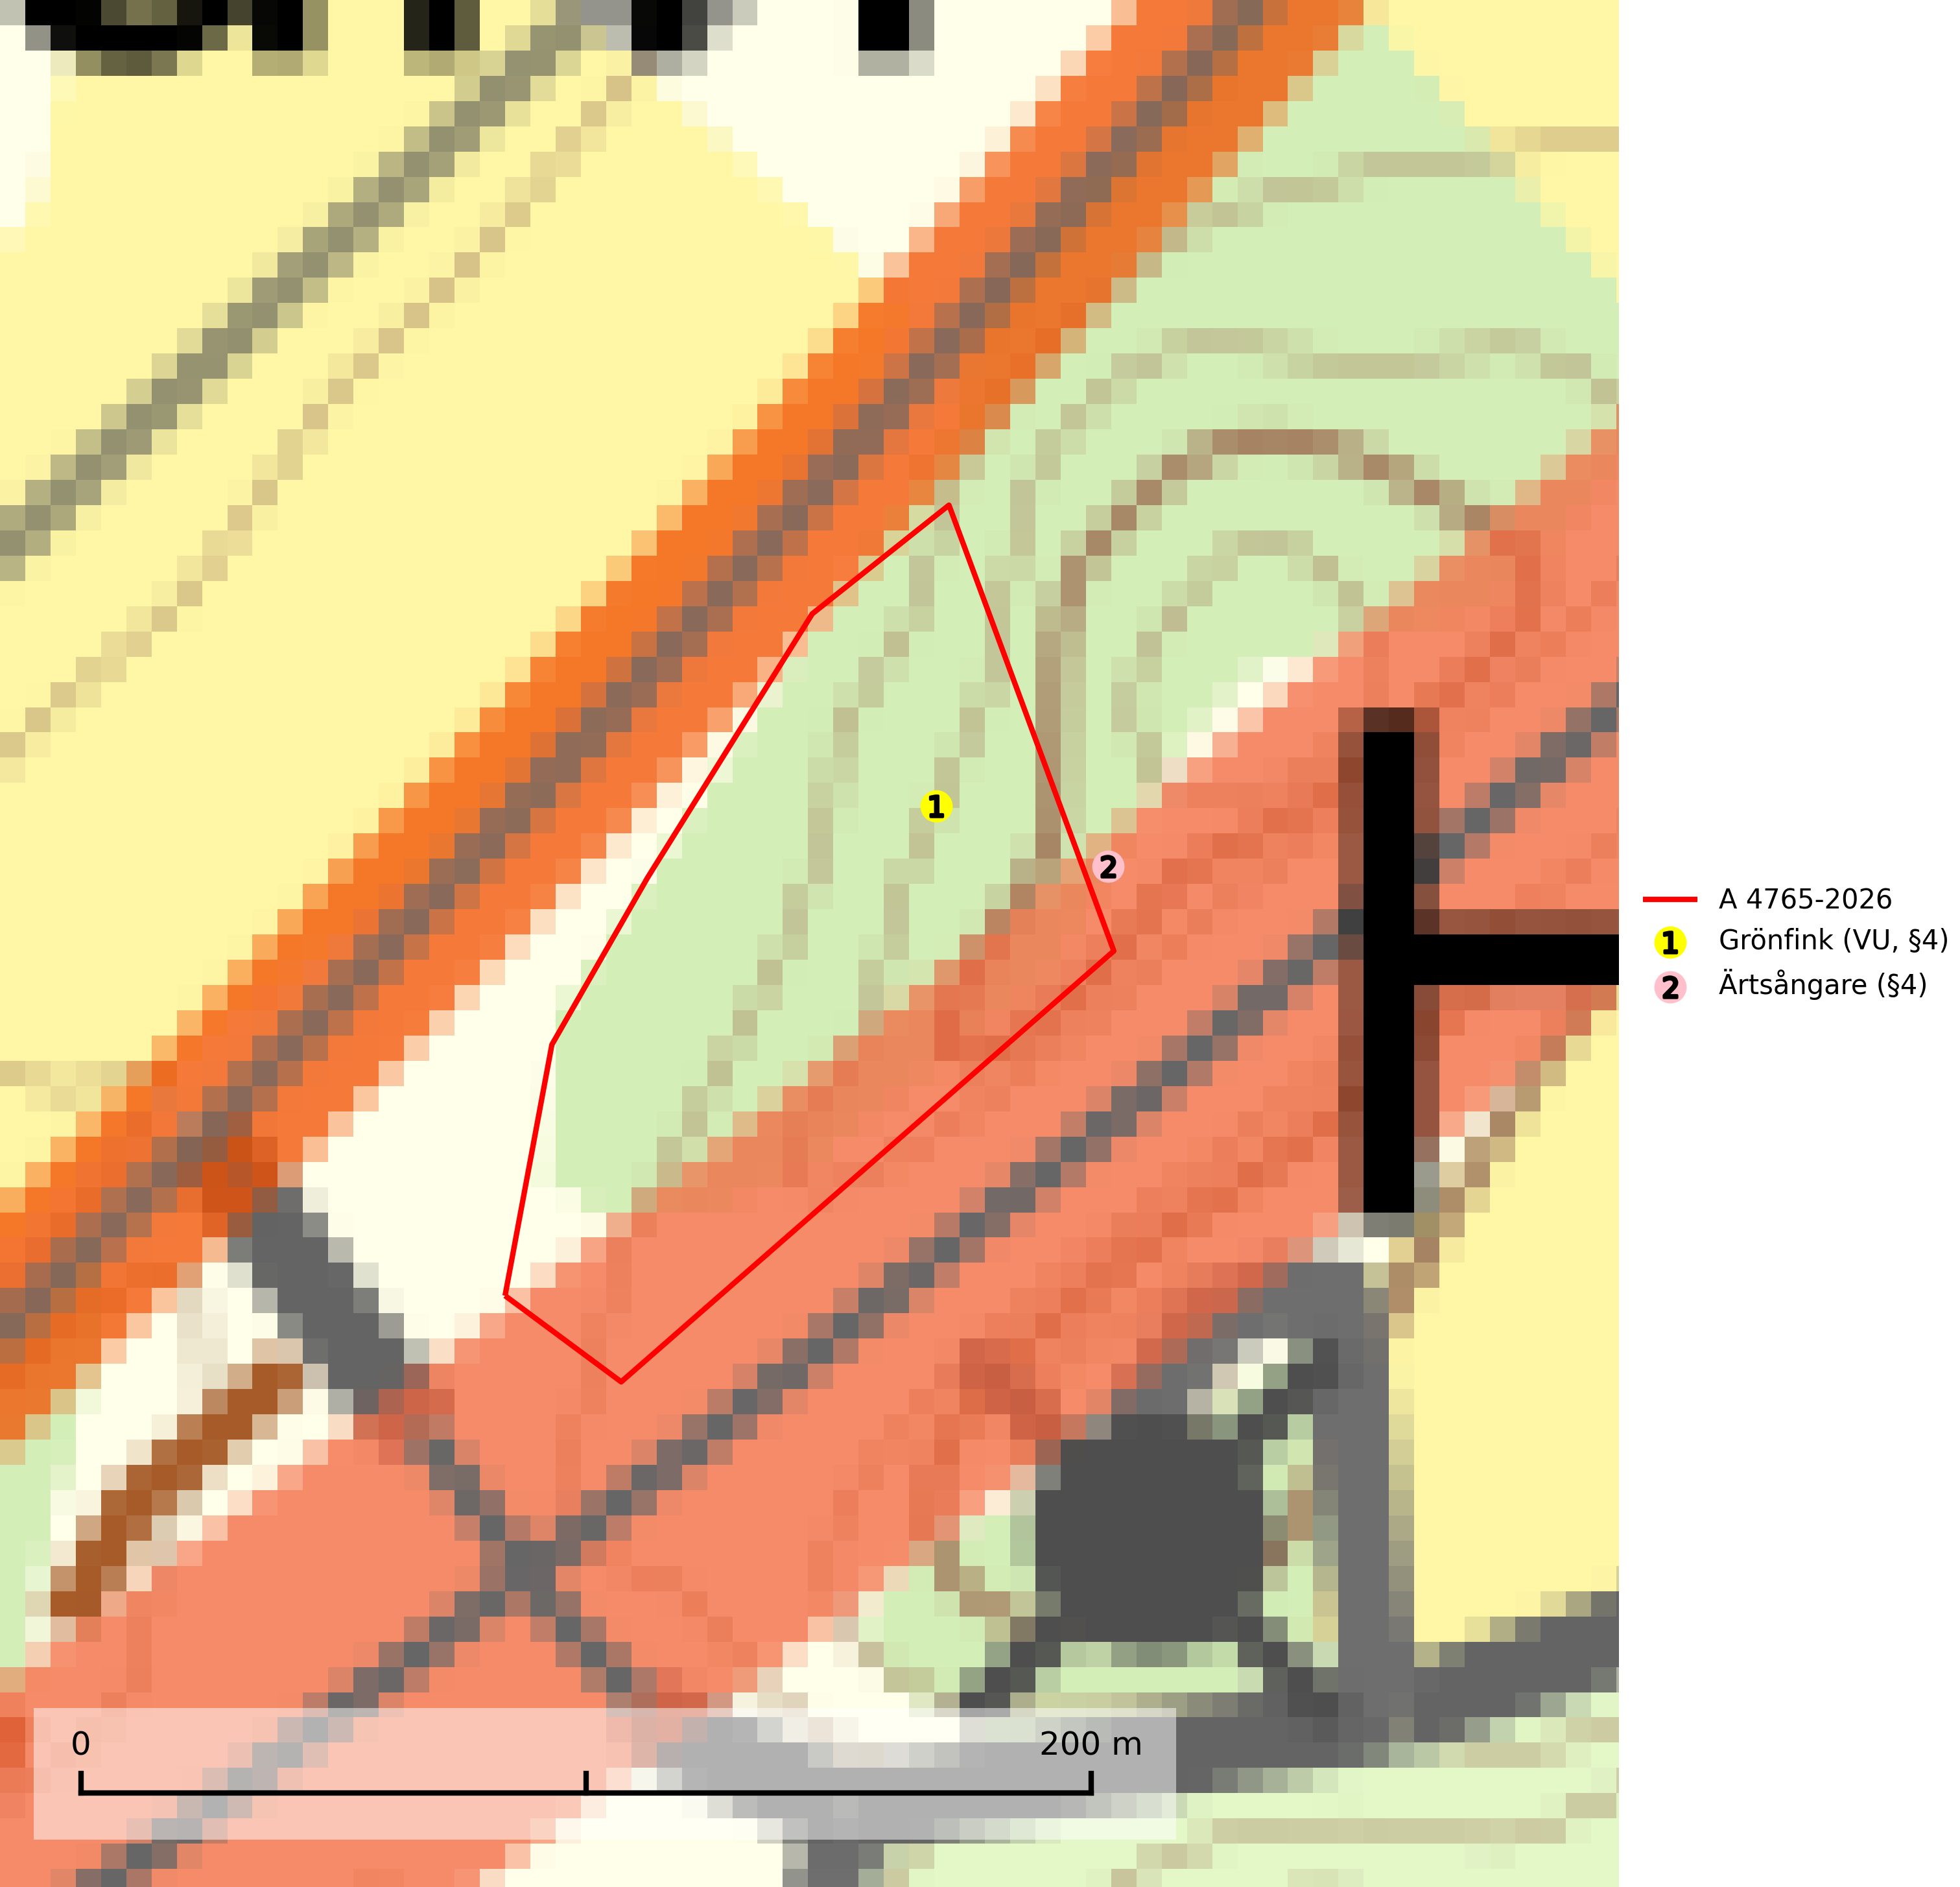 1
2
A 4765-2026
1 Grönfink (VU, §4)
2 Ärtsångare (§4)
0 200 m